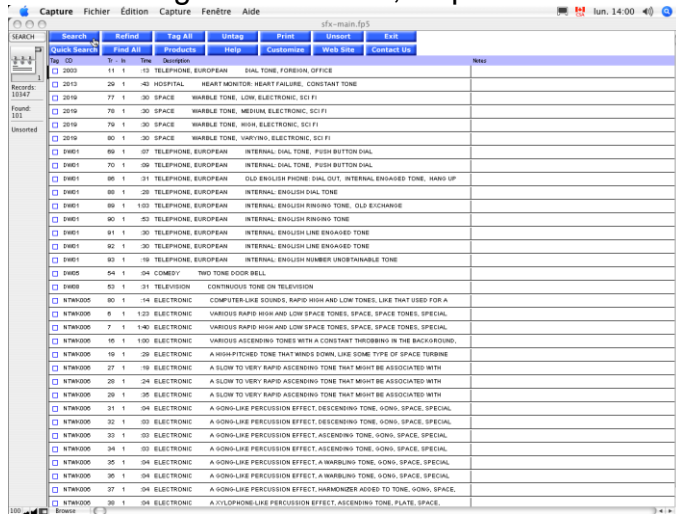 Capture Fichier Édition Capture Fenêtre Aide lun. 14:00
sfx-main.fp5
SEARCH Search Refind Tag All Untag Print Unsort Exit
Quick Search Find All Products Help Customize Web Site Contact Us
Tag CD Tr - In Time Description Notes
1
Records:
10347
Found:
101
Unsorted
2003 11 1 :13 TELEPHONE, EUROPEAN DIAL TONE, FOREIGN, OFFICE
2013 29 1 :43 HOSPITAL HEART MONITOR: HEART FAILURE, CONSTANT TONE
2019 77 1 :30 SPACE WARBLE TONE, LOW, ELECTRONIC, SCI FI
2019 78 1 :30 SPACE WARBLE TONE, MEDIUM, ELECTRONIC, SCI FI
2019 79 1 :30 SPACE WARBLE TONE, HIGH, ELECTRONIC, SCI FI
2019 80 1 :30 SPACE WARBLE TONE, VARYING, ELECTRONIC, SCI FI
DW01 69 1 :07 TELEPHONE, EUROPEAN INTERNAL: DIAL TONE, PUSH BUTTON DIAL
DW01 70 1 :09 TELEPHONE, EUROPEAN INTERNAL: DIAL TONE, PUSH BUTTON DIAL
DW01 86 1 :31 TELEPHONE, EUROPEAN OLD ENGLISH PHONE: DIAL OUT, INTERNAL ENGAGED TONE, HANG UP
DW01 88 1 :28 TELEPHONE, EUROPEAN INTERNAL: ENGLISH DIAL TONE
DW01 89 1 1:03 TELEPHONE, EUROPEAN INTERNAL: ENGLISH RINGING TONE, OLD EXCHANGE
DW01 90 1 :53 TELEPHONE, EUROPEAN INTERNAL: ENGLISH RINGING TONE
DW01 91 1 :30 TELEPHONE, EUROPEAN INTERNAL: ENGLISH LINE ENGAGED TONE
DW01 92 1 :30 TELEPHONE, EUROPEAN INTERNAL: ENGLISH LINE ENGAGED TONE
DW01 93 1 :19 TELEPHONE, EUROPEAN INTERNAL: ENGLISH NUMBER UNOBTAINABLE TONE
DW05 54 1 :04 COMEDY TWO TONE DOOR BELL
DW08 53 1 :31 TELEVISION CONTINUOUS TONE ON TELEVISION
NTWK005 80 1 :14 ELECTRONIC COMPUTER-LIKE SOUNDS, RAPID HIGH AND LOW TONES, LIKE THAT USED FOR A
NTWK006 6 1 1:23 ELECTRONIC VARIOUS RAPID HIGH AND LOW SPACE TONES, SPACE, SPACE TONES, SPECIAL
NTWK006 7 1 1:40 ELECTRONIC VARIOUS RAPID HIGH AND LOW SPACE TONES, SPACE, SPACE TONES, SPECIAL
NTWK006 16 1 1:00 ELECTRONIC VARIOUS ASCENDING TONES WITH A CONSTANT THROBBING IN THE BACKGROUND,
NTWK006 19 1 :29 ELECTRONIC A HIGH-PITCHED TONE THAT WINDS DOWN, LIKE SOME TYPE OF SPACE TURBINE
NTWK006 27 1 :19 ELECTRONIC A SLOW TO VERY RAPID ASCENDING TONE THAT MIGHT BE ASSOCIATED WITH
NTWK006 28 1 :24 ELECTRONIC A SLOW TO VERY RAPID ASCENDING TONE THAT MIGHT BE ASSOCIATED WITH
NTWK006 29 1 :35 ELECTRONIC A SLOW TO VERY RAPID ASCENDING TONE THAT MIGHT BE ASSOCIATED WITH
NTWK006 31 1 :04 ELECTRONIC A GONG-LIKE PERCUSSION EFFECT, DESCENDING TONE, GONG, SPACE, SPECIAL
NTWK006 32 1 :03 ELECTRONIC A GONG-LIKE PERCUSSION EFFECT, DESCENDING TONE, GONG, SPACE, SPECIAL
NTWK006 33 1 :03 ELECTRONIC A GONG-LIKE PERCUSSION EFFECT, ASCENDING TONE, GONG, SPACE, SPECIAL
NTWK006 34 1 :03 ELECTRONIC A GONG-LIKE PERCUSSION EFFECT, ASCENDING TONE, GONG, SPACE, SPECIAL
NTWK006 35 1 :04 ELECTRONIC A GONG-LIKE PERCUSSION EFFECT, A WARBLING TONE, GONG, SPACE, SPECIAL
NTWK006 36 1 :04 ELECTRONIC A GONG-LIKE PERCUSSION EFFECT, A WARBLING TONE, GONG, SPACE, SPECIAL
NTWK006 37 1 :04 ELECTRONIC A GONG-LIKE PERCUSSION EFFECT, HARMONIZER ADDED TO TONE, GONG, SPACE,
NTWK006 38 1 :04 ELECTRONIC A XYLOPHONE-LIKE PERCUSSION EFFECT, ASCENDING TONE, PLATE, SPACE,
100 Browse